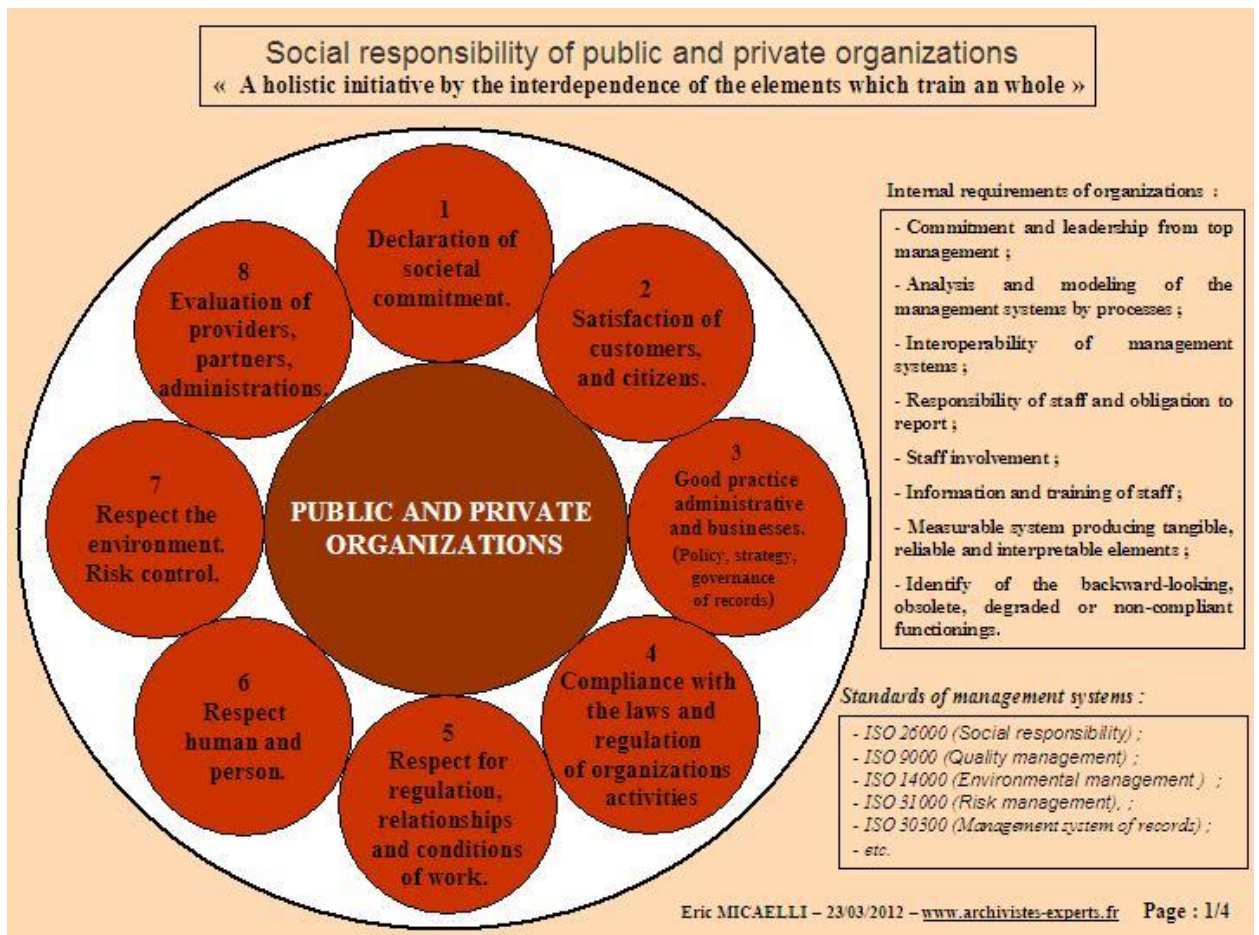 Social responsibility of public and private organizations
« A holistic initiative by the interdependence of the elements which train an whole »
1
Declaration of
societal
commitment.
2
Satisfaction of
customers,
and citizens.
3
Good practice
administrative
and businesses.
(Policy, strategy,
governance
of records)
4
Compliance with
the laws and
regulation
of organizations
activities
5
Respect for
regulation,
relationships
and conditions
of work.
6
Respect
human and
person.
7
Respect the
environment.
Risk control.
8
Evaluation of
providers,
partners,
administrations.
PUBLIC AND PRIVATE
ORGANIZATIONS
Internal requirements of organizations :
- Commitment and leadership from top
management ;
- Analysis and modeling of the
management systems by processes ;
- Interoperability of management
systems ;
- Responsibility of staff and obligation to
report ;
- Staff involvement ;
- Information and training of staff ;
- Measurable system producing tangible,
reliable and interpretable elements ;
- Identify of the backward-looking,
obsolete, degraded or non-compliant
functionings.
Standards of management systems :
- ISO 26000 (Social responsibility) ;
- ISO 9000 (Quality management) ;
- ISO 14000 (Environmental management ) ;
- ISO 31000 (Risk management), ;
- ISO 30300 (Management system of records) ;
- etc.
Eric MICAELLI – 23/03/2012 – www.archivistes-experts.fr Page : 1/4